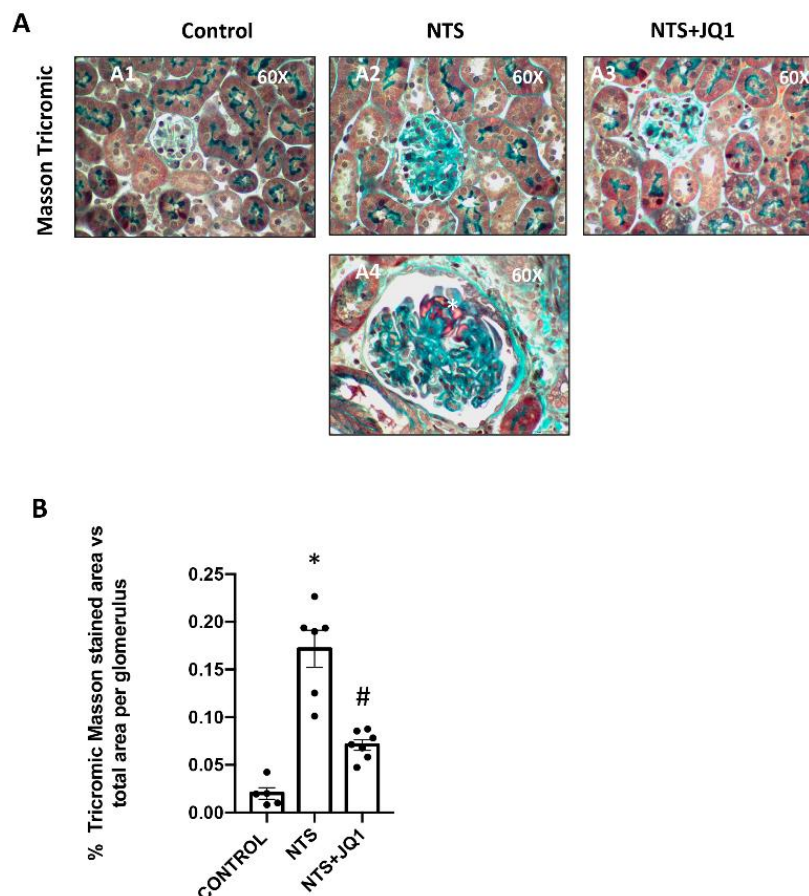 A
Control
NTS
NTS+JQ1
Masson Tricromic
A1
60X
A2
60X
A3
60X
A4
60X
*
B
% Tricromic Masson stained area vs
total area per glomerulus
0.25
0.20
0.15
0.10
0.05
0.00
*
#
CONTROL
NTS
NTS+JQ1